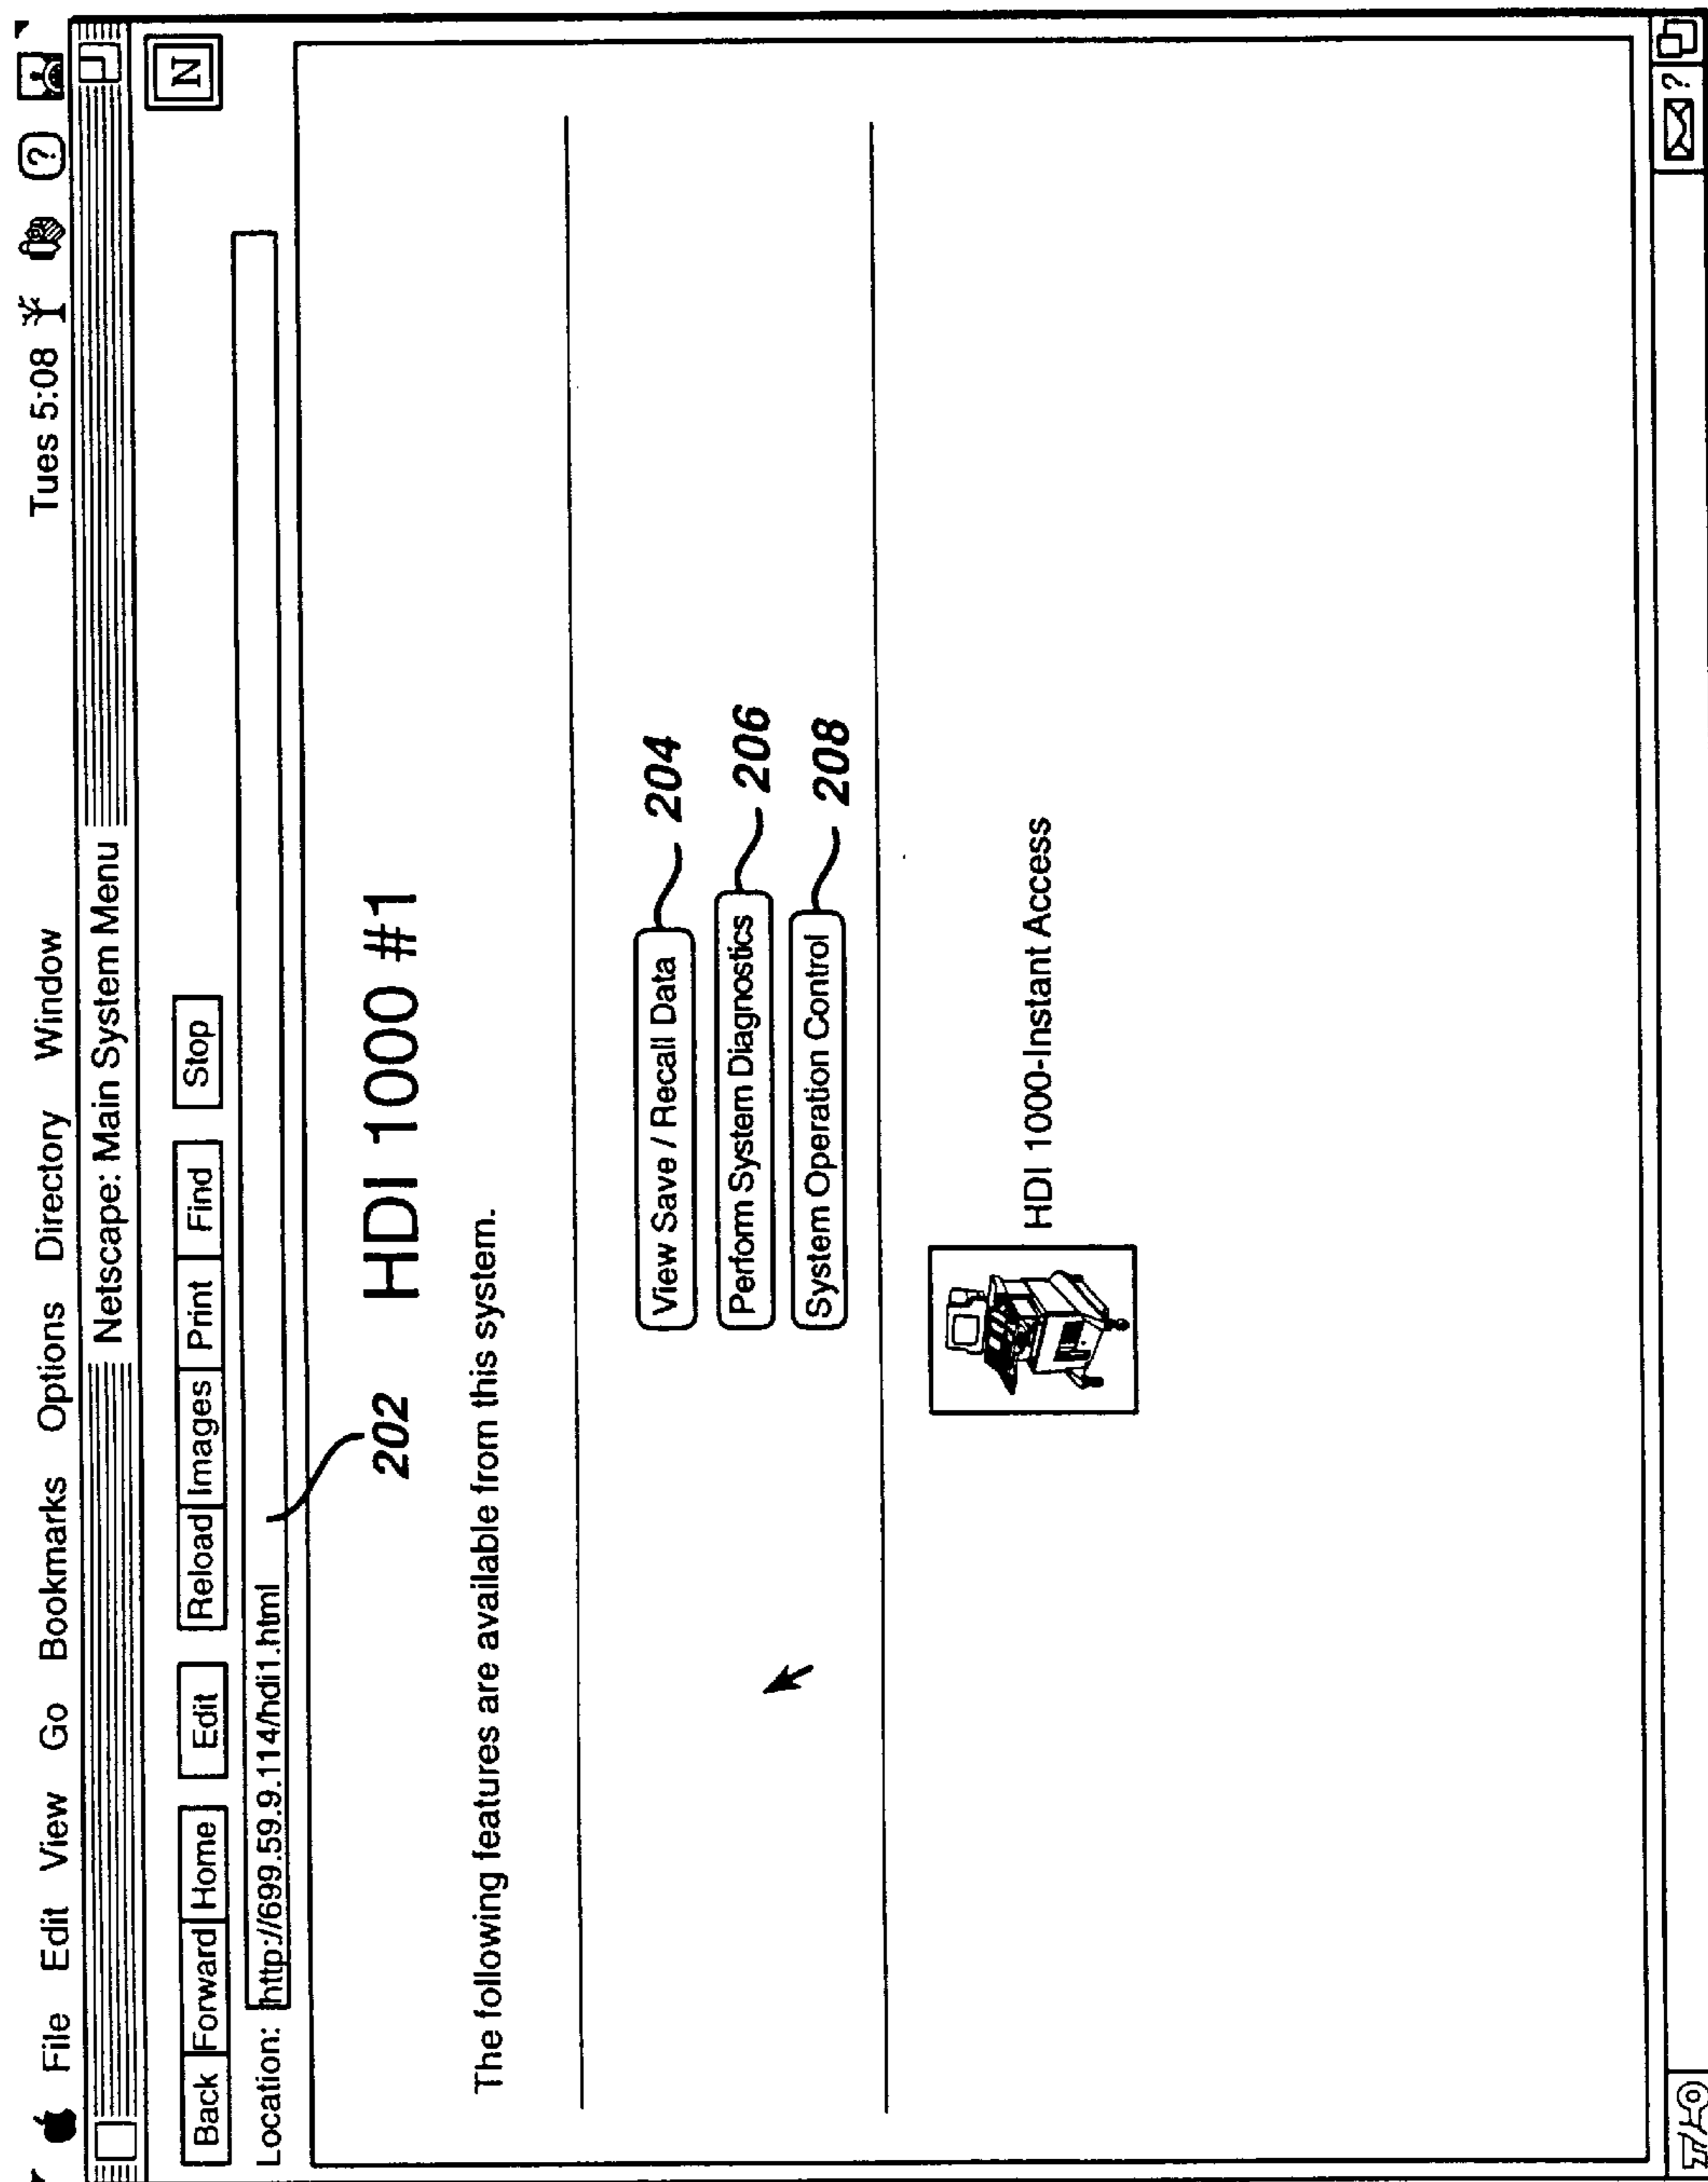 File Edit View Go Bookmarks Options Directory Window Tues 5:08 ?
Netscape: Main System Menu
Back Forward Home Edit Reload Images Print Find Stop
N
Location: http://699.59.9.114/hdi1.html
202
HDI 1000 #1
The following features are available from this system.
View Save / Recall Data 204
Perform System Diagnostics 206
System Operation Control 208
HDI 1000-Instant Access
?